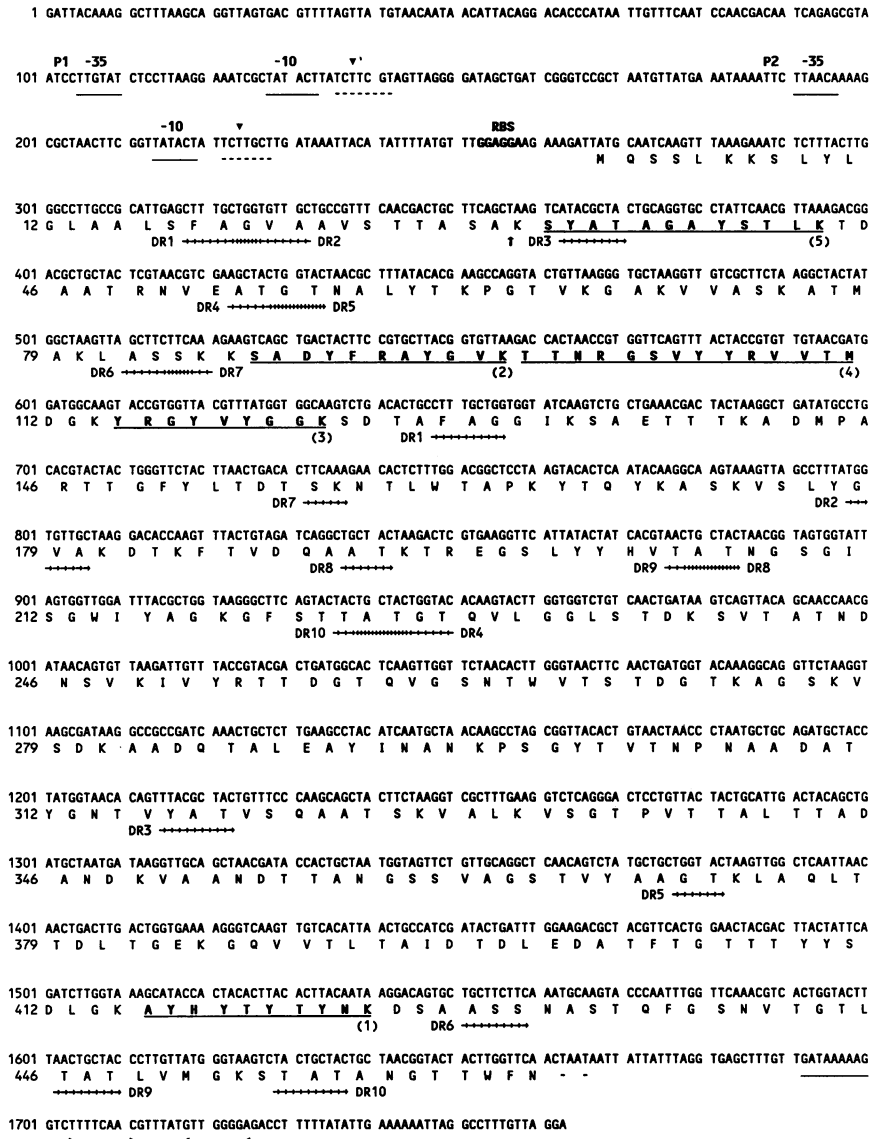 1 GATTACAAAG GGCTTTAAGCA GGTTAGTGAC GTTTTAGTTA TGTAACAATA ACATTACAGG ACACCCATAA TTGTTTCAAT CCAACGACAA TCAGAGCGTA
P1 -35 -10 ▼' P2 -35
101 ATCCTTGTAT CTCCTTAAGG AAATCGCTAT ACTTATCTTC GTAGTTAGGG GATAGCTGAT CGGGTCCGCT AATGTTATGA AATAAAATTC TTAACAAAAG
-10 ▼ RBS
201 CGCTAACTTC GGTTATACTA TTCTTGCTTG ATAAATTACA TATTTTATGT TTGGAGGAAG AAAGATTATG CAATCAAGTT TAAAGAAATC TCTTTACTTG
M Q S S L K K S L Y L
301 GGCCTTGCCG CATTGAGCTT TGCTGGTGTT GCTGCCGTTT CAACGACTGC TTCAGCTAAG TCATACGCTA CTGCAGGTGC CTATTCAACG TTAAAGACGG
12 G L A A L S F A G V A A V S T T A S A K S Y A T A G A Y S T L K T D
DR1 DR2 ↑ DR3 (5)
401 ACGCTGCTAC TCGTAACGTC GAAGCTACTG GTACTAACGC TTTATACACG AAGCCAGGTA CTGTTAAGGG TGCTAAGGTT GTCGCTTCTA AGGCTACTAT
46 A A T R N V E A T G T N A L Y T K P G T V K G A K V V A S K A T M
DR4 DR5
501 GGCTAAGTTA GCTTCTTCAA AGAAGTCAGC TGACTACTTC CGTGCTTACG GTGTTAAGAC CACTAACCGT GGGTTCAGTTT ACTACCGTGT TGTAACGATG
79 A K L A S S K K S A D Y F R A Y G V K T T N R G S V Y Y R V V T M
DR6 DR7 (2) (4)
601 GATGGCAAGT ACCGTGGTTA CGTTTATGGT GGCAAGTCTG ACACTGCCTT TGCTGGTGGT ATCAAGTCTG CTGAAACGAC TACTAAGGCT GATATGCCTG
112 D G K Y R G Y V Y G G K S D T A F A G G I K S A E T T T K A D M P A
(3) DR1
701 CACGTACTAC TGGGTTCTAC TTAACTGACA CTTCAAAGAA CACTCTTTGG ACGGCTCCTA AGTACACTCA ATACAAGGCA AGTAAAGTTA GCCTTTATGG
146 R T T G F Y L T D T S K N T L W T A P K Y T Q Y K A S K V S L Y G
DR7 DR2
801 TGTTGCTAAG GACACCAAGT TTACTGTAGA TCAGGCTGCT ACTAAGACTC GTGAAGGTTC ATTATACTAT CACGTAACTG CTACTAACGG TAGTGGTATT
179 V A K D T K F T V D Q A A T K T R E G S L Y Y H V T A T N G S G I
DR8 DR9 DR8
901 AGTGGTTGGA TTTACGCTGG TAAGGGCTTC AGTACTACTG CTACTGGTAC ACAAGTACTT GGTGGTCTGT CAACTGATAA GTCAGTTACA GCAACCAACG
212 S G W I Y A G K G F S T T A T G T Q V L G G L S T D K S V T A T N D
DR10 DR4
1001 ATAACAGTGT TAAGATTGTT TACCGTACGA CTGATGGCAC TCAAGTTGGT TCTAACACTT GGGTAACTTC AACTGATGGT ACAAAGGCAG GTTCTAAGGT
246 N S V K I V Y R T T D G T Q V G S N T W V T S T D G T K A G S K V
1101 AAGCGATAAG GCCGCCGATC AAACTGCTCT TGAAGCCTAC ATCAATGCTA ACAAGCCTAG CGGTTACACT GTAACTAACC CTAATGCTGC AGATGCTACC
279 S D K A A D Q T A L E A Y I N A N K P S G Y T V T N P N A A D A T
1201 TATGGTAACA CAGTTTACGC TACTGTTTCC CAAGCAGCTA CTTCTAAGGT CGCTTTGAAG GTCTCAGGGA CTCCTGTTAC TACTGCATTG ACTACAGCTG
312 Y G N T V Y A T V S Q A A T S K V A L K V S G T P V T T A L T T A D
DR3
1301 ATGCTAATGA TAAGGTTGCA GCTAACGATA CCACTGCTAA TGGTAGTTCT GTTGCAGGCT CAACAGTCTA TGCTGCTGGT ACTAAGTTGG CTCAATTAAC
346 A N D K V A A N D T T A N G S S V A G S T V Y A A G T K L A Q L T
DR5
1401 AACTGACTTG ACTGGTGAAA AGGGTCAAGT TGTCACATTA ACTGCCATCG ATACTGATTT GGAAGACGCT ACGTTCACTG GAACTACGAC TTACTATTCA
379 T D L T G E K G Q V V T L T A I D T D L E D A T F T G T T T Y Y S
1501 GATCTTGGTA AAGCATACCA CTACACTTAC ACTTACAATA AGGACAGTGC TGCTTCTTCA AATGCAAGTA CCCAATTTGG TTCAAACGTC ACTGGTACTT
412 D L G K A Y H Y T Y T Y N K D S A A S S N A S T Q F G S N V T G T L
(1) DR6
1601 TAACTGCTAC CCTTGTTATG GGTAAGTCTA CTGCTACTGC TAACGGTACT ACTTGGTTCA ACTAATAATT ATTATTTAGG TGAGCTTTGT TGATAAAAAG
446 T A T L V M G K S T A T A N G T T W F N - -
DR9 DR10
1701 GTCTTTTCAA CGTTTATGTT GGGGAGACCT TTTTATATTG AAAAAATTAG GCCTTTGTTA GGA